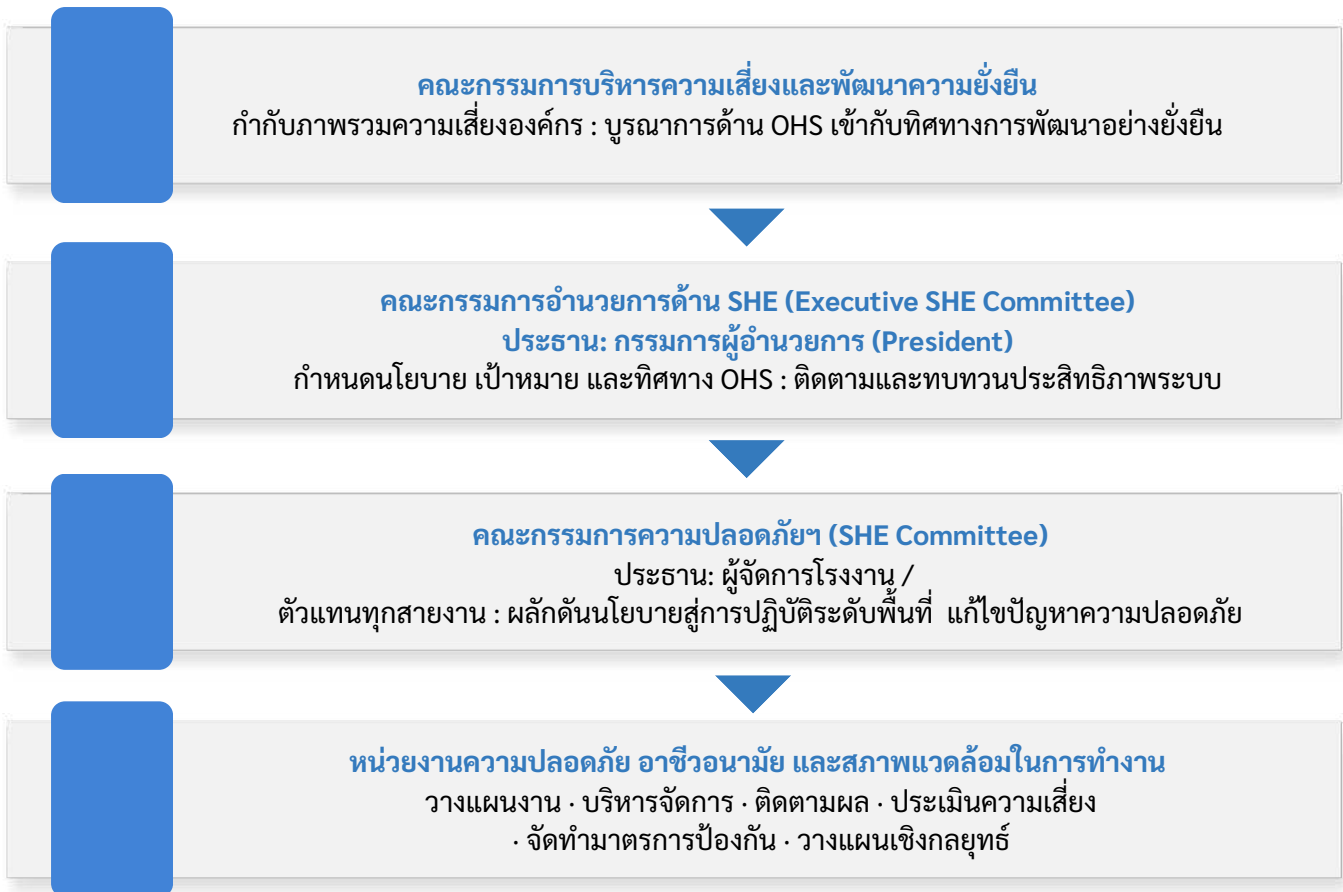 คณะกรรมการบริหารความเสี่ยงและพัฒนาความยั่งยืน
กำกับภาพรวมความเสี่ยงองค์กร : บูรณาการด้าน OHS เข้ากับทิศทางการพัฒนาอย่างยั่งยืน
คณะกรรมการอำนวยการด้าน SHE (Executive SHE Committee)
ประธาน: กรรมการผู้อำนวยการ (President)
กำหนดนโยบาย เป้าหมาย และทิศทาง OHS : ติดตามและทบทวนประสิทธิภาพระบบ
คณะกรรมการความปลอดภัยฯ (SHE Committee)
ประธาน: ผู้จัดการโรงงาน /
ตัวแทนทุกสายงาน : ผลักดันนโยบายสู่การปฏิบัติระดับพื้นที่ แก้ไขปัญหาความปลอดภัย
หน่วยงานความปลอดภัย อาชีวอนามัย และสภาพแวดล้อมในการทำงาน
วางแผนงาน · บริหารจัดการ · ติดตามผล · ประเมินความเสี่ยง
· จัดทำมาตรการป้องกัน · วางแผนเชิงกลยุทธ์